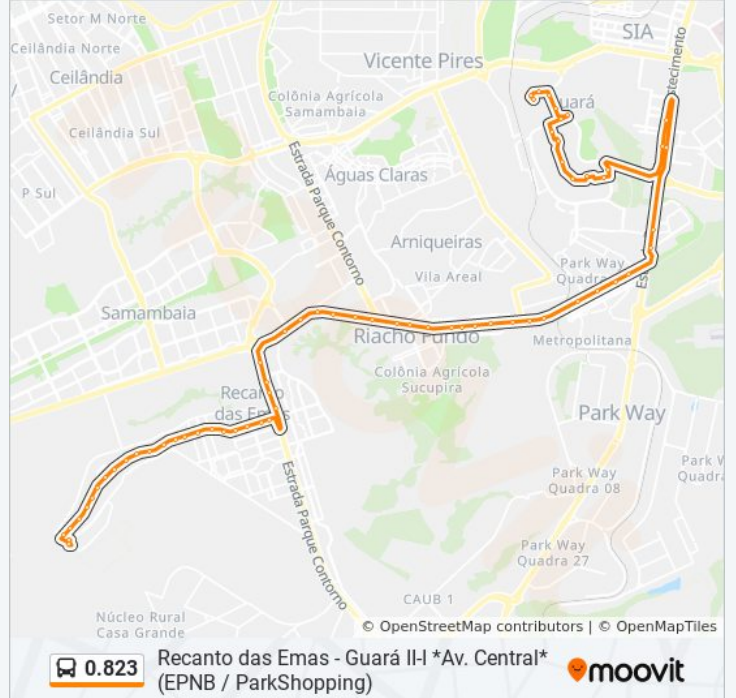 Setor M Norte
SIA
Ceilândia Norte
Vicente Pires
Ceilândia
Colônia Agrícola
Samambaia
Guará
Ceilândia Sul
Estrada Parque Contorno
Águas Claras
P Sul
Arniqueiras
Vila Areal
Park Way
Quadra
Samambaia
Riacho Fundo
Metropolitana
Colônia Agrícola
Sucupira
Recanto
das Emas
Park Way
Park W
Quadra
Park Way
Quadra 08
Estrada Parque Contorno
Park Way
Quadra 27
CAUB 1
Núcleo Rural
Casa Grande
© OpenStreetMap contributors | © OpenMapTiles
0.823
Recanto das Emas - Guará II-I *Av. Central*
(EPNB / ParkShopping)
moovit